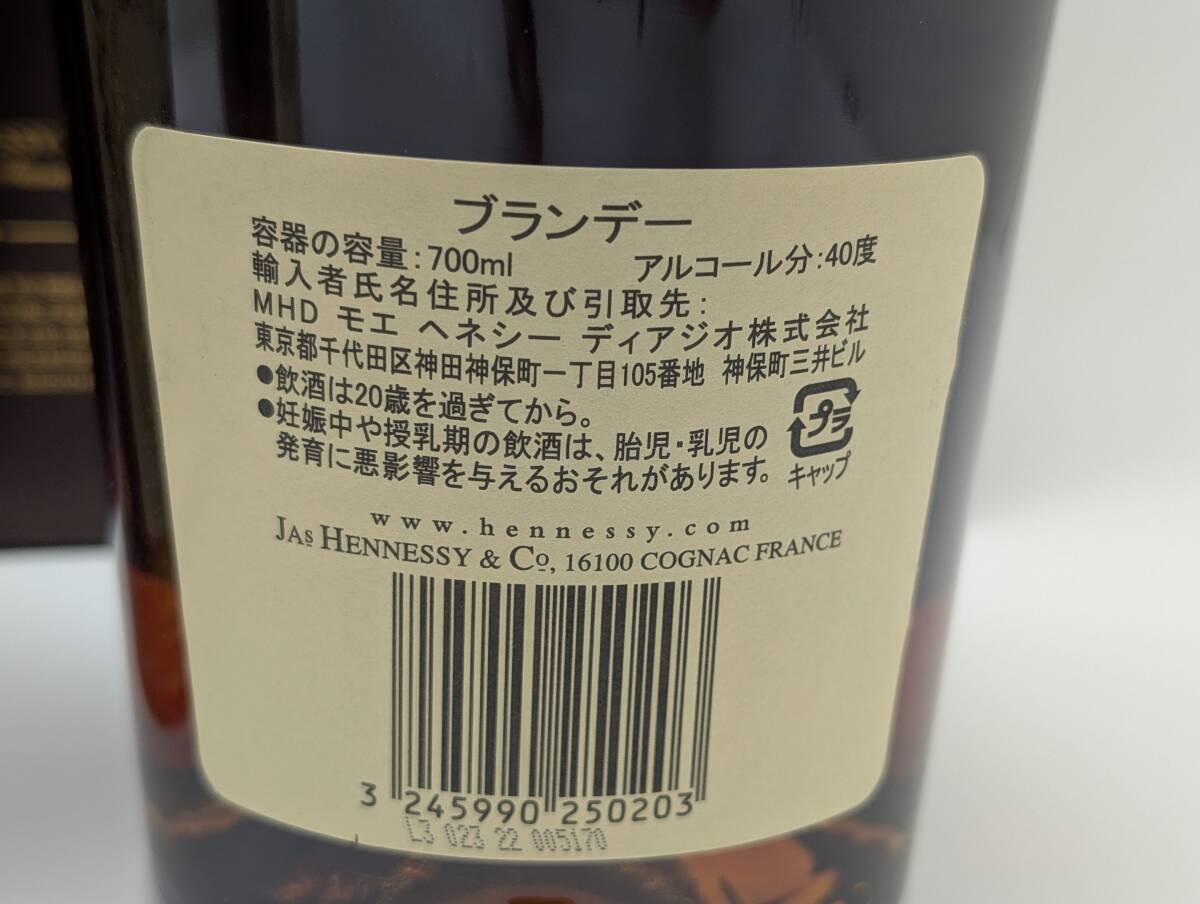 ブランデー
容器の容量:700ml アルコール分:40度
輸入者氏名住所及び引取先:
MHD モエ ヘネシー ディアジオ株式会社
東京都千代田区神田神保町一丁目105番地 神保町三井ビル
●飲酒は20歳を過ぎてから。
●妊娠中や授乳期の飲酒は、胎児・乳児の
発育に悪影響を与えるおそれがあります。
プラ
キャップ
www.hennessy.com
JAS HENNESSY & Co, 16100 COGNAC FRANCE
3 245990 250203
L3 023 22 005170